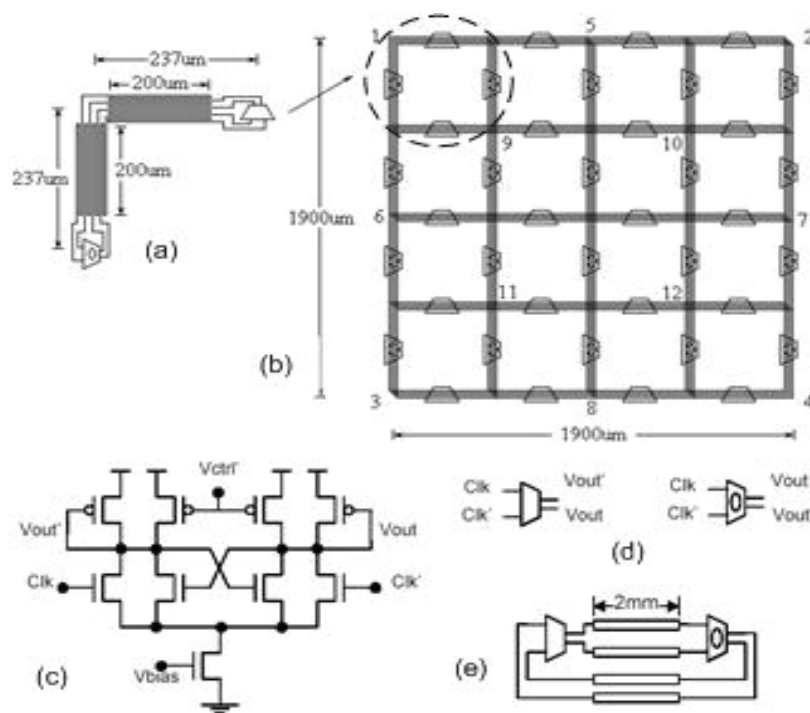 237um
200um
237um
200um
(a)
1
5
2
9
10
6
7
1900um
11
12
(b)
3
8
4
1900um
Vctrl'
Vout'
Vout
Clk
Clk'
Vbias
(c)
Clk
Clk'
Vout'
Vout
Clk
Clk'
Vout'
Vout
(d)
2mm
(e)